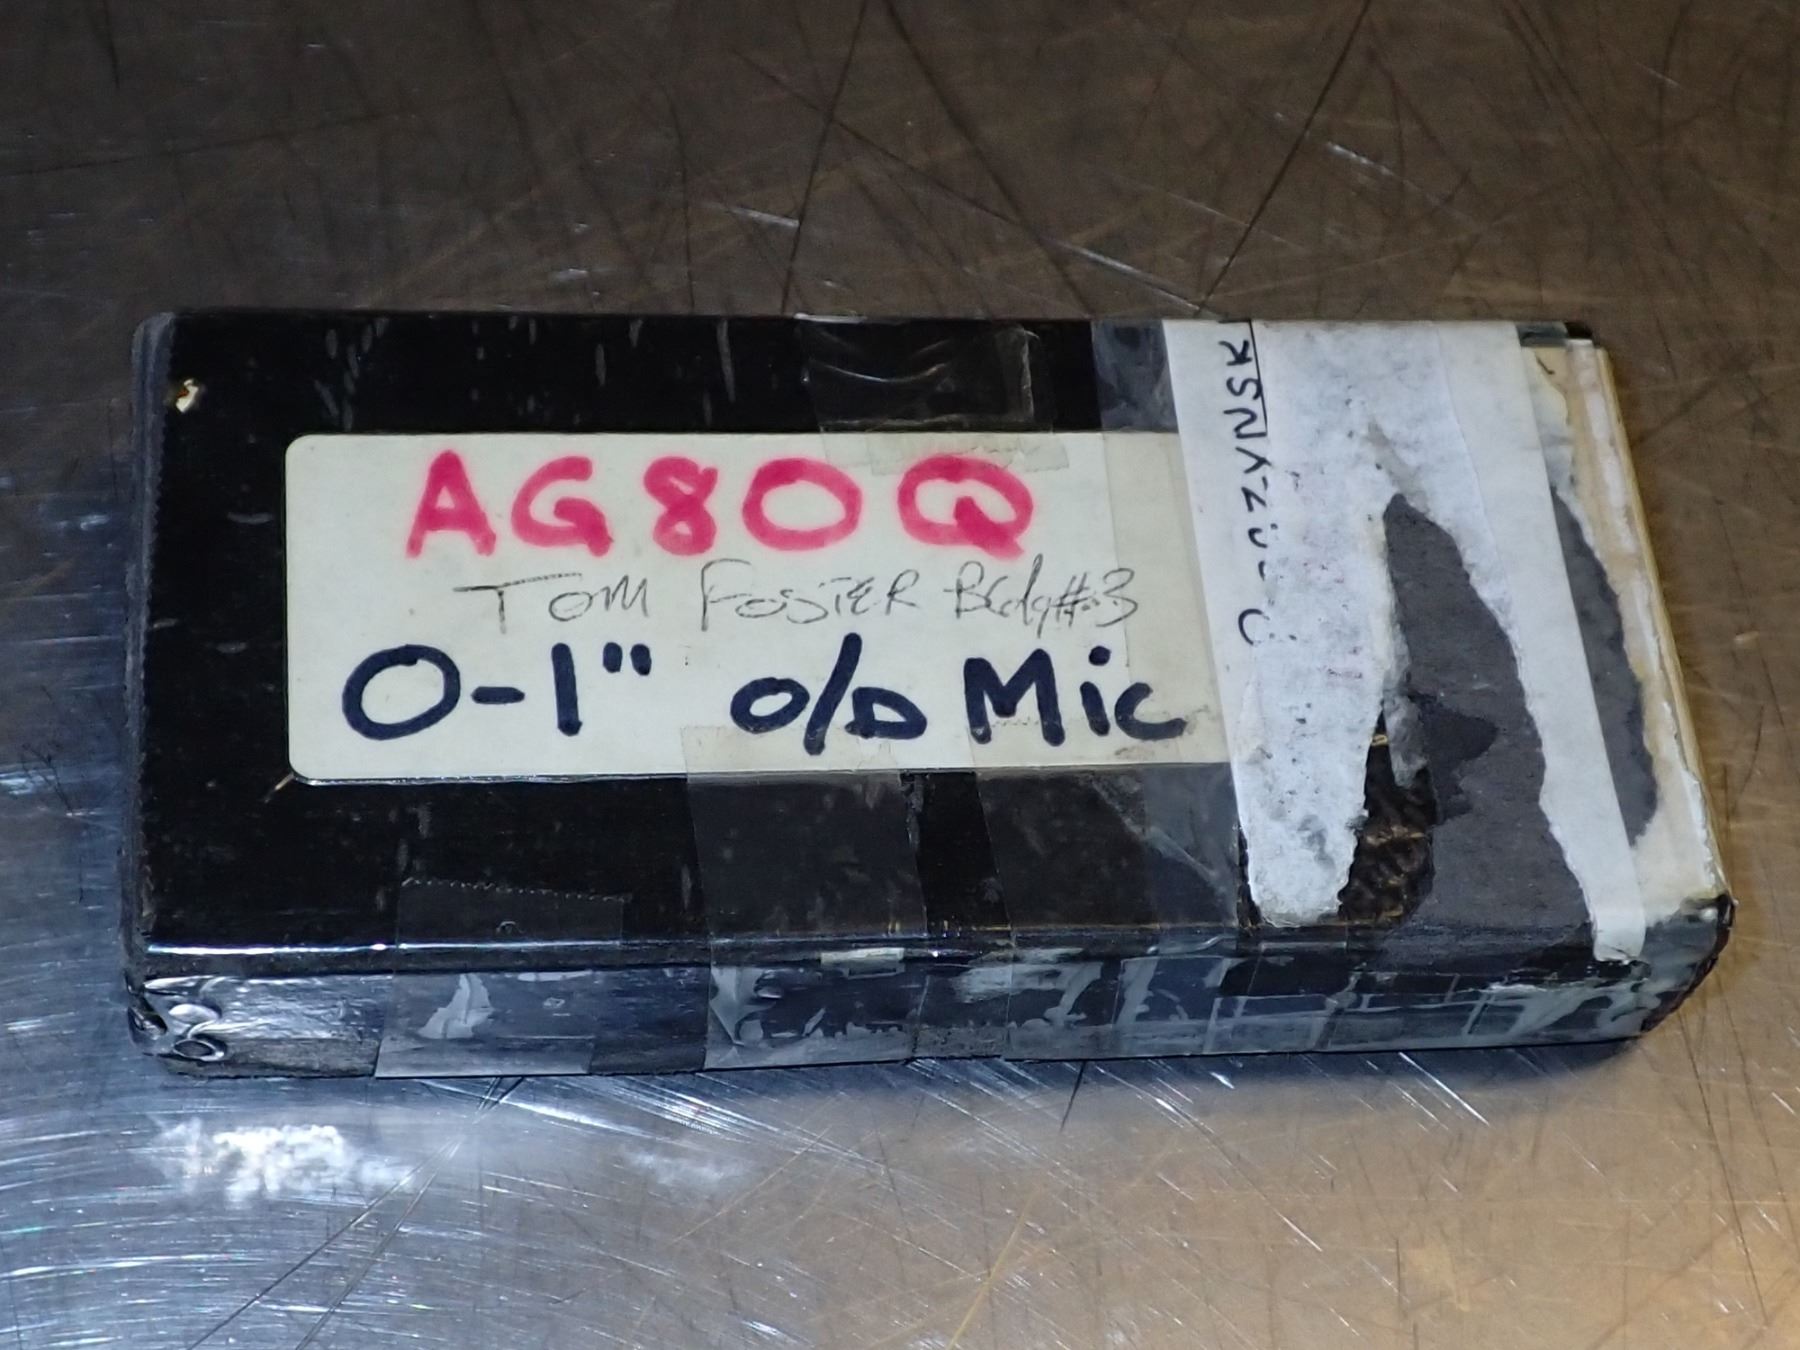 AG80Q
TOM FOSTER Bldg#3
0-1" O/D Mic